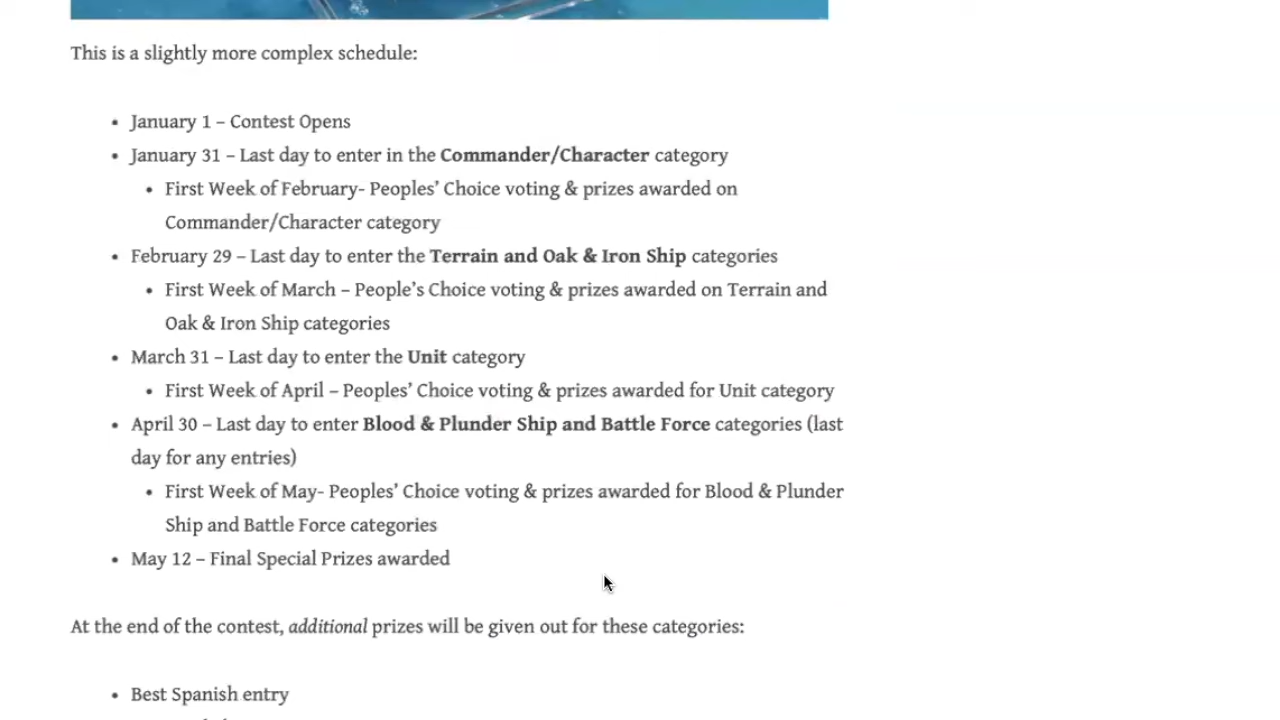 This is a slightly more complex schedule:
• January 1 – Contest Opens
• January 31 – Last day to enter in the Commander/Character category
• First Week of February- Peoples’ Choice voting & prizes awarded on
Commander/Character category
• February 29 – Last day to enter the Terrain and Oak & Iron Ship categories
• First Week of March – People’s Choice voting & prizes awarded on Terrain and
Oak & Iron Ship categories
• March 31 – Last day to enter the Unit category
• First Week of April – Peoples’ Choice voting & prizes awarded for Unit category
• April 30 – Last day to enter Blood & Plunder Ship and Battle Force categories (last
day for any entries)
• First Week of May- Peoples’ Choice voting & prizes awarded for Blood & Plunder
Ship and Battle Force categories
• May 12 – Final Special Prizes awarded
At the end of the contest, additional prizes will be given out for these categories:
• Best Spanish entry